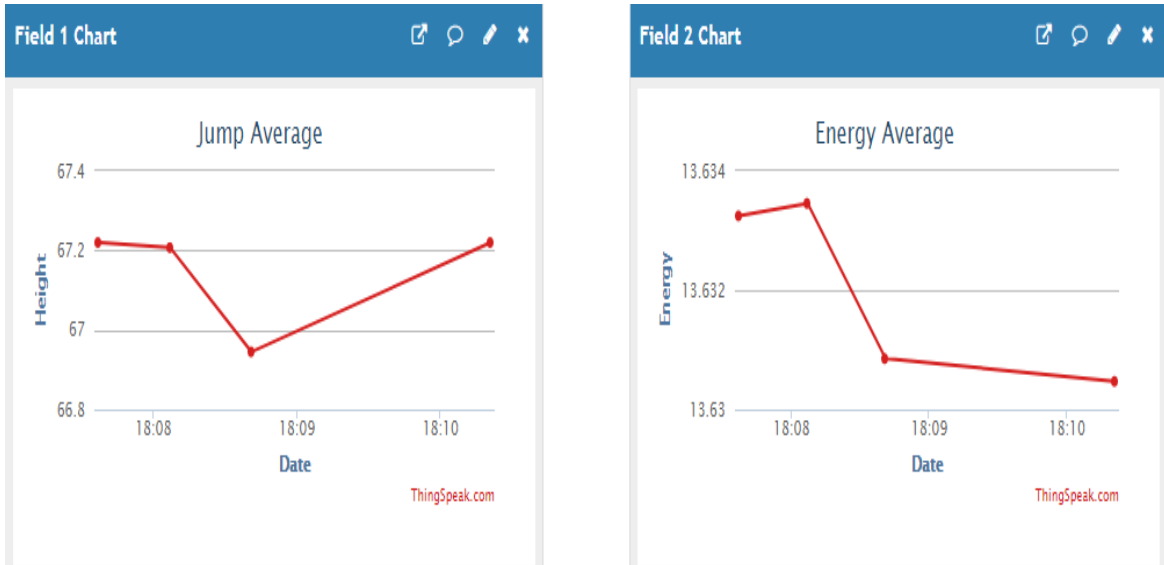 Field 1 Chart
Jump Average
67.4
67.2
67
66.8
Height
18:08 18:09 18:10
Date
ThingSpeak.com
Field 2 Chart
Energy Average
13.634
13.632
13.63
Energy
18:08 18:09 18:10
Date
ThingSpeak.com